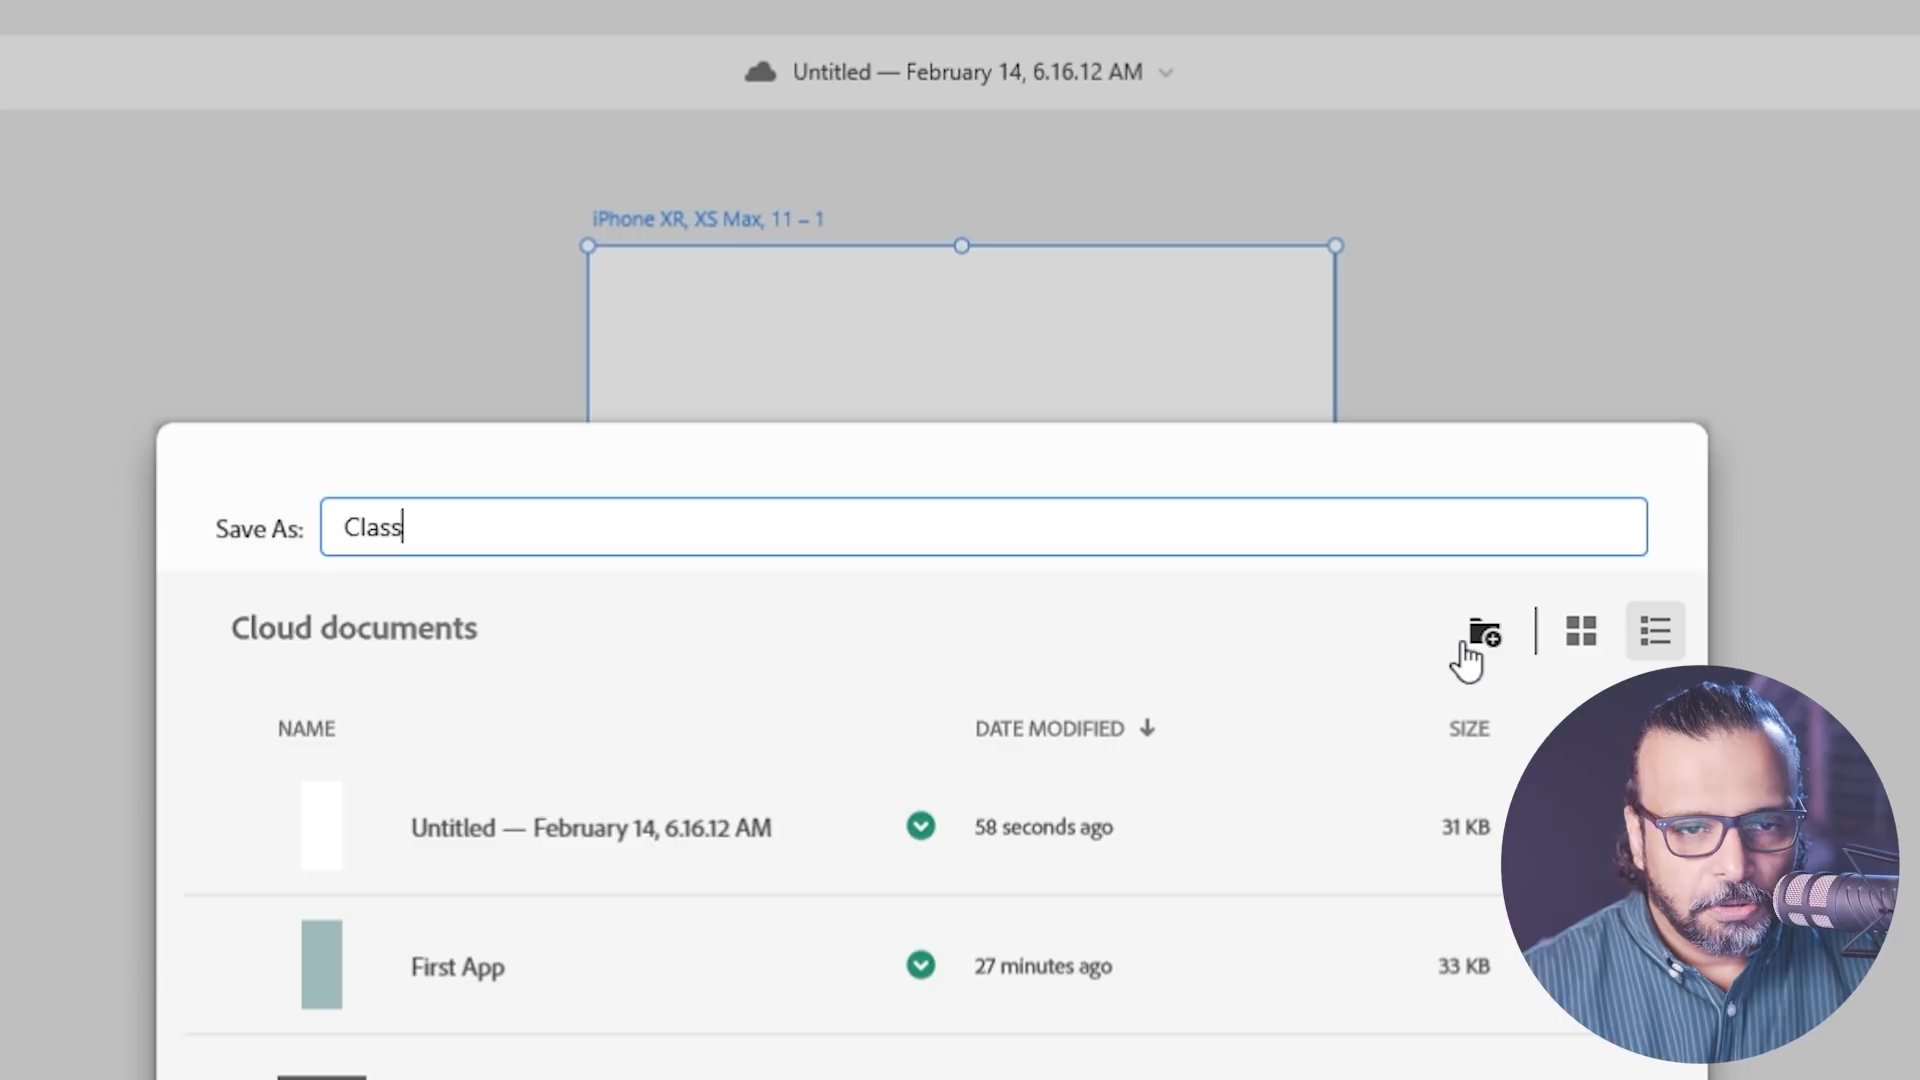 Untitled — February 14, 6.16.12 AM
iPhone XR, XS Max, 11 – 1
Save As: Class
Cloud documents
NAME DATE MODIFIED SIZE
Untitled — February 14, 6.16.12 AM 58 seconds ago 31 KB
First App 27 minutes ago 33 KB